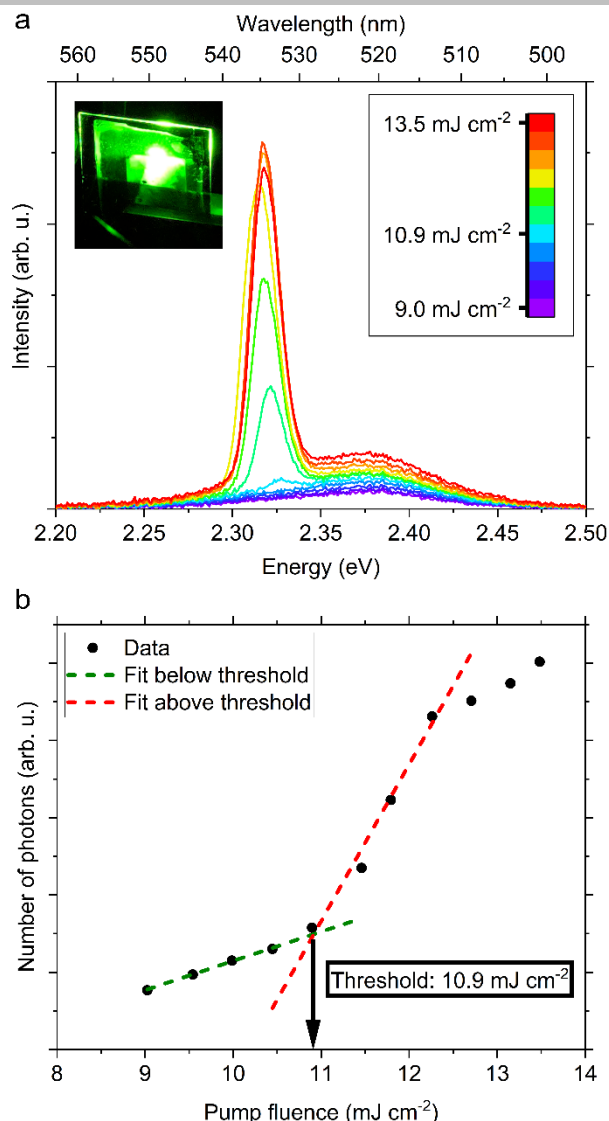 a
Wavelength (nm)
560 550 540 530 520 510 500
13.5 mJ cm⁻²
10.9 mJ cm⁻²
9.0 mJ cm⁻²
Intensity (arb. u.)
2.20 2.25 2.30 2.35 2.40 2.45 2.50
Energy (eV)
b
Data
Fit below threshold
Fit above threshold
Number of photons (arb. u.)
Threshold: 10.9 mJ cm⁻²
8 9 10 11 12 13 14
Pump fluence (mJ cm⁻²)